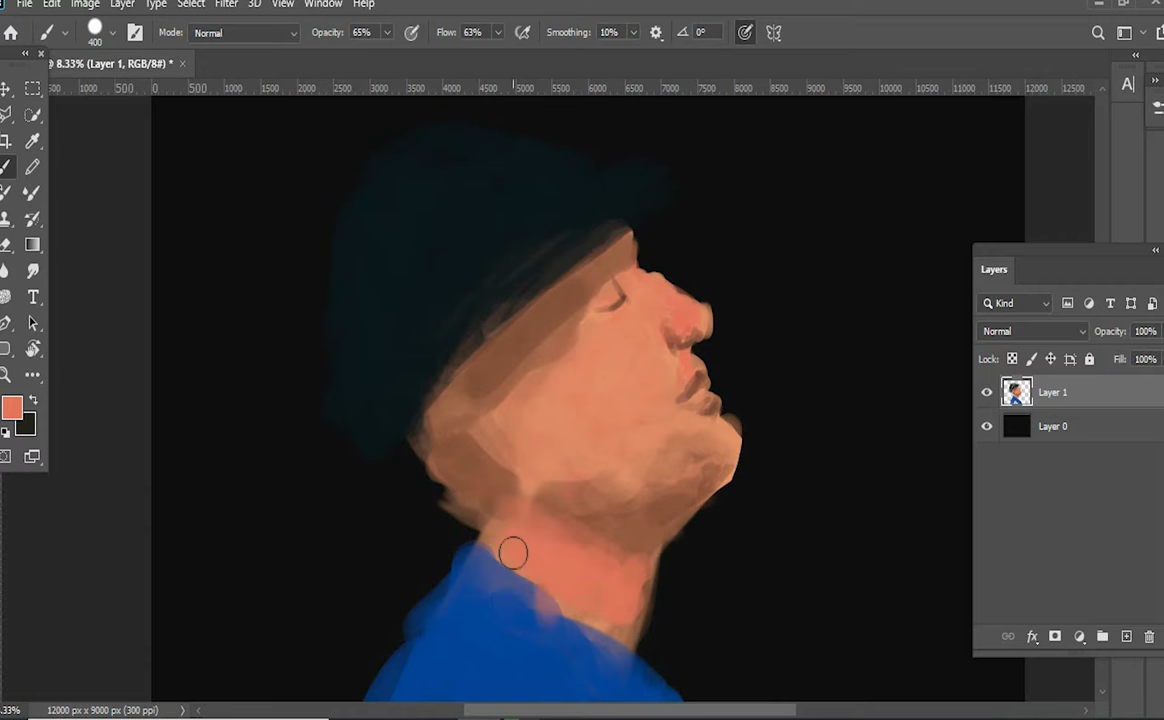 File Edit Image Layer Type Select Filter 3D View Window Help
400 Mode: Normal Opacity: 65% Flow: 63% Smoothing: 10% 0°
@ 8.33% (Layer 1, RGB/8#) *
500 1000 500 0 500 1000 1500 2000 2500 3000 3500 4000 4500 5000 5500 6000 6500 7000 7500 8000 8500 9000 9500 10000 10500 11000 11500 12000 12500
Layers
Kind
Normal Opacity: 100%
Lock: Fill: 100%
Layer 1
Layer 0
.33% 12000 px x 9000 px (300 ppi)